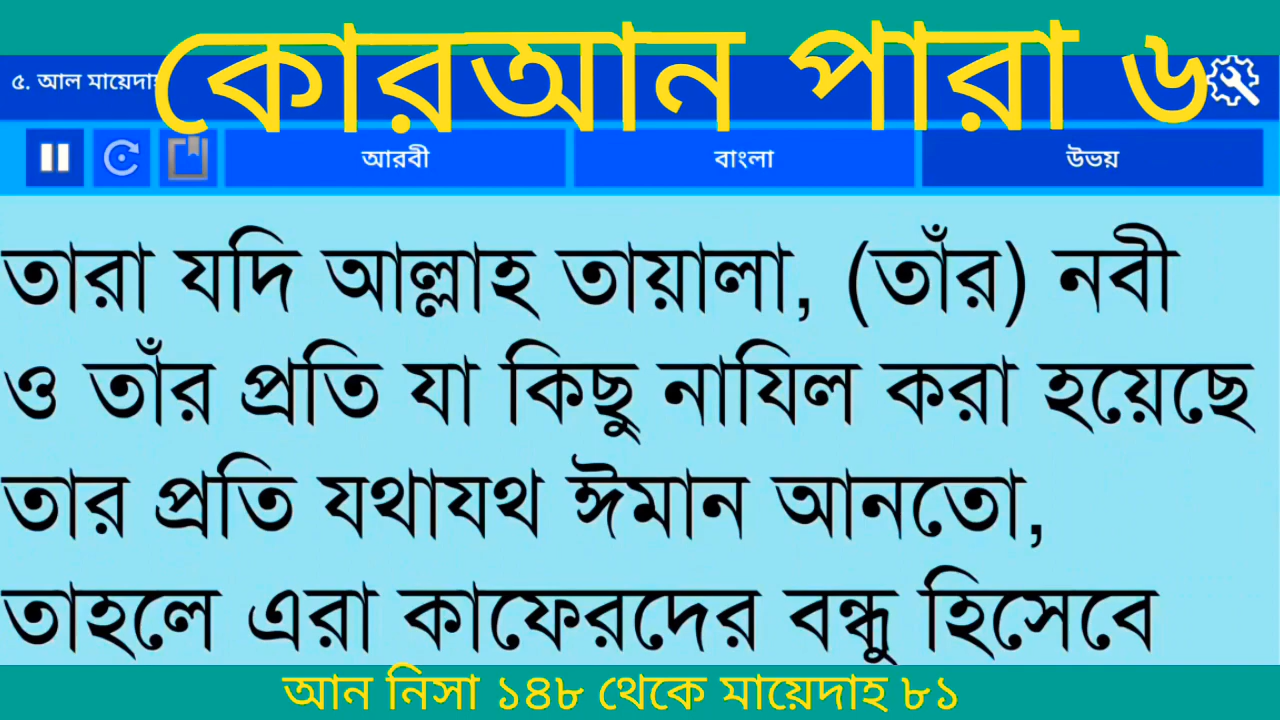 কোরআন পারা ৬
৫. আল মায়েদাহ
আরবী
বাংলা
উভয়
তারা যদি আল্লাহ তায়ালা, (তাঁর) নবী
ও তাঁর প্রতি যা কিছু নাযিল করা হয়েছে
তার প্রতি যথাযথ ঈমান আনতো,
তাহলে এরা কাফেরদের বন্ধু হিসেবে
আন নিসা ১৪৮ থেকে মায়েদাহ ৮১